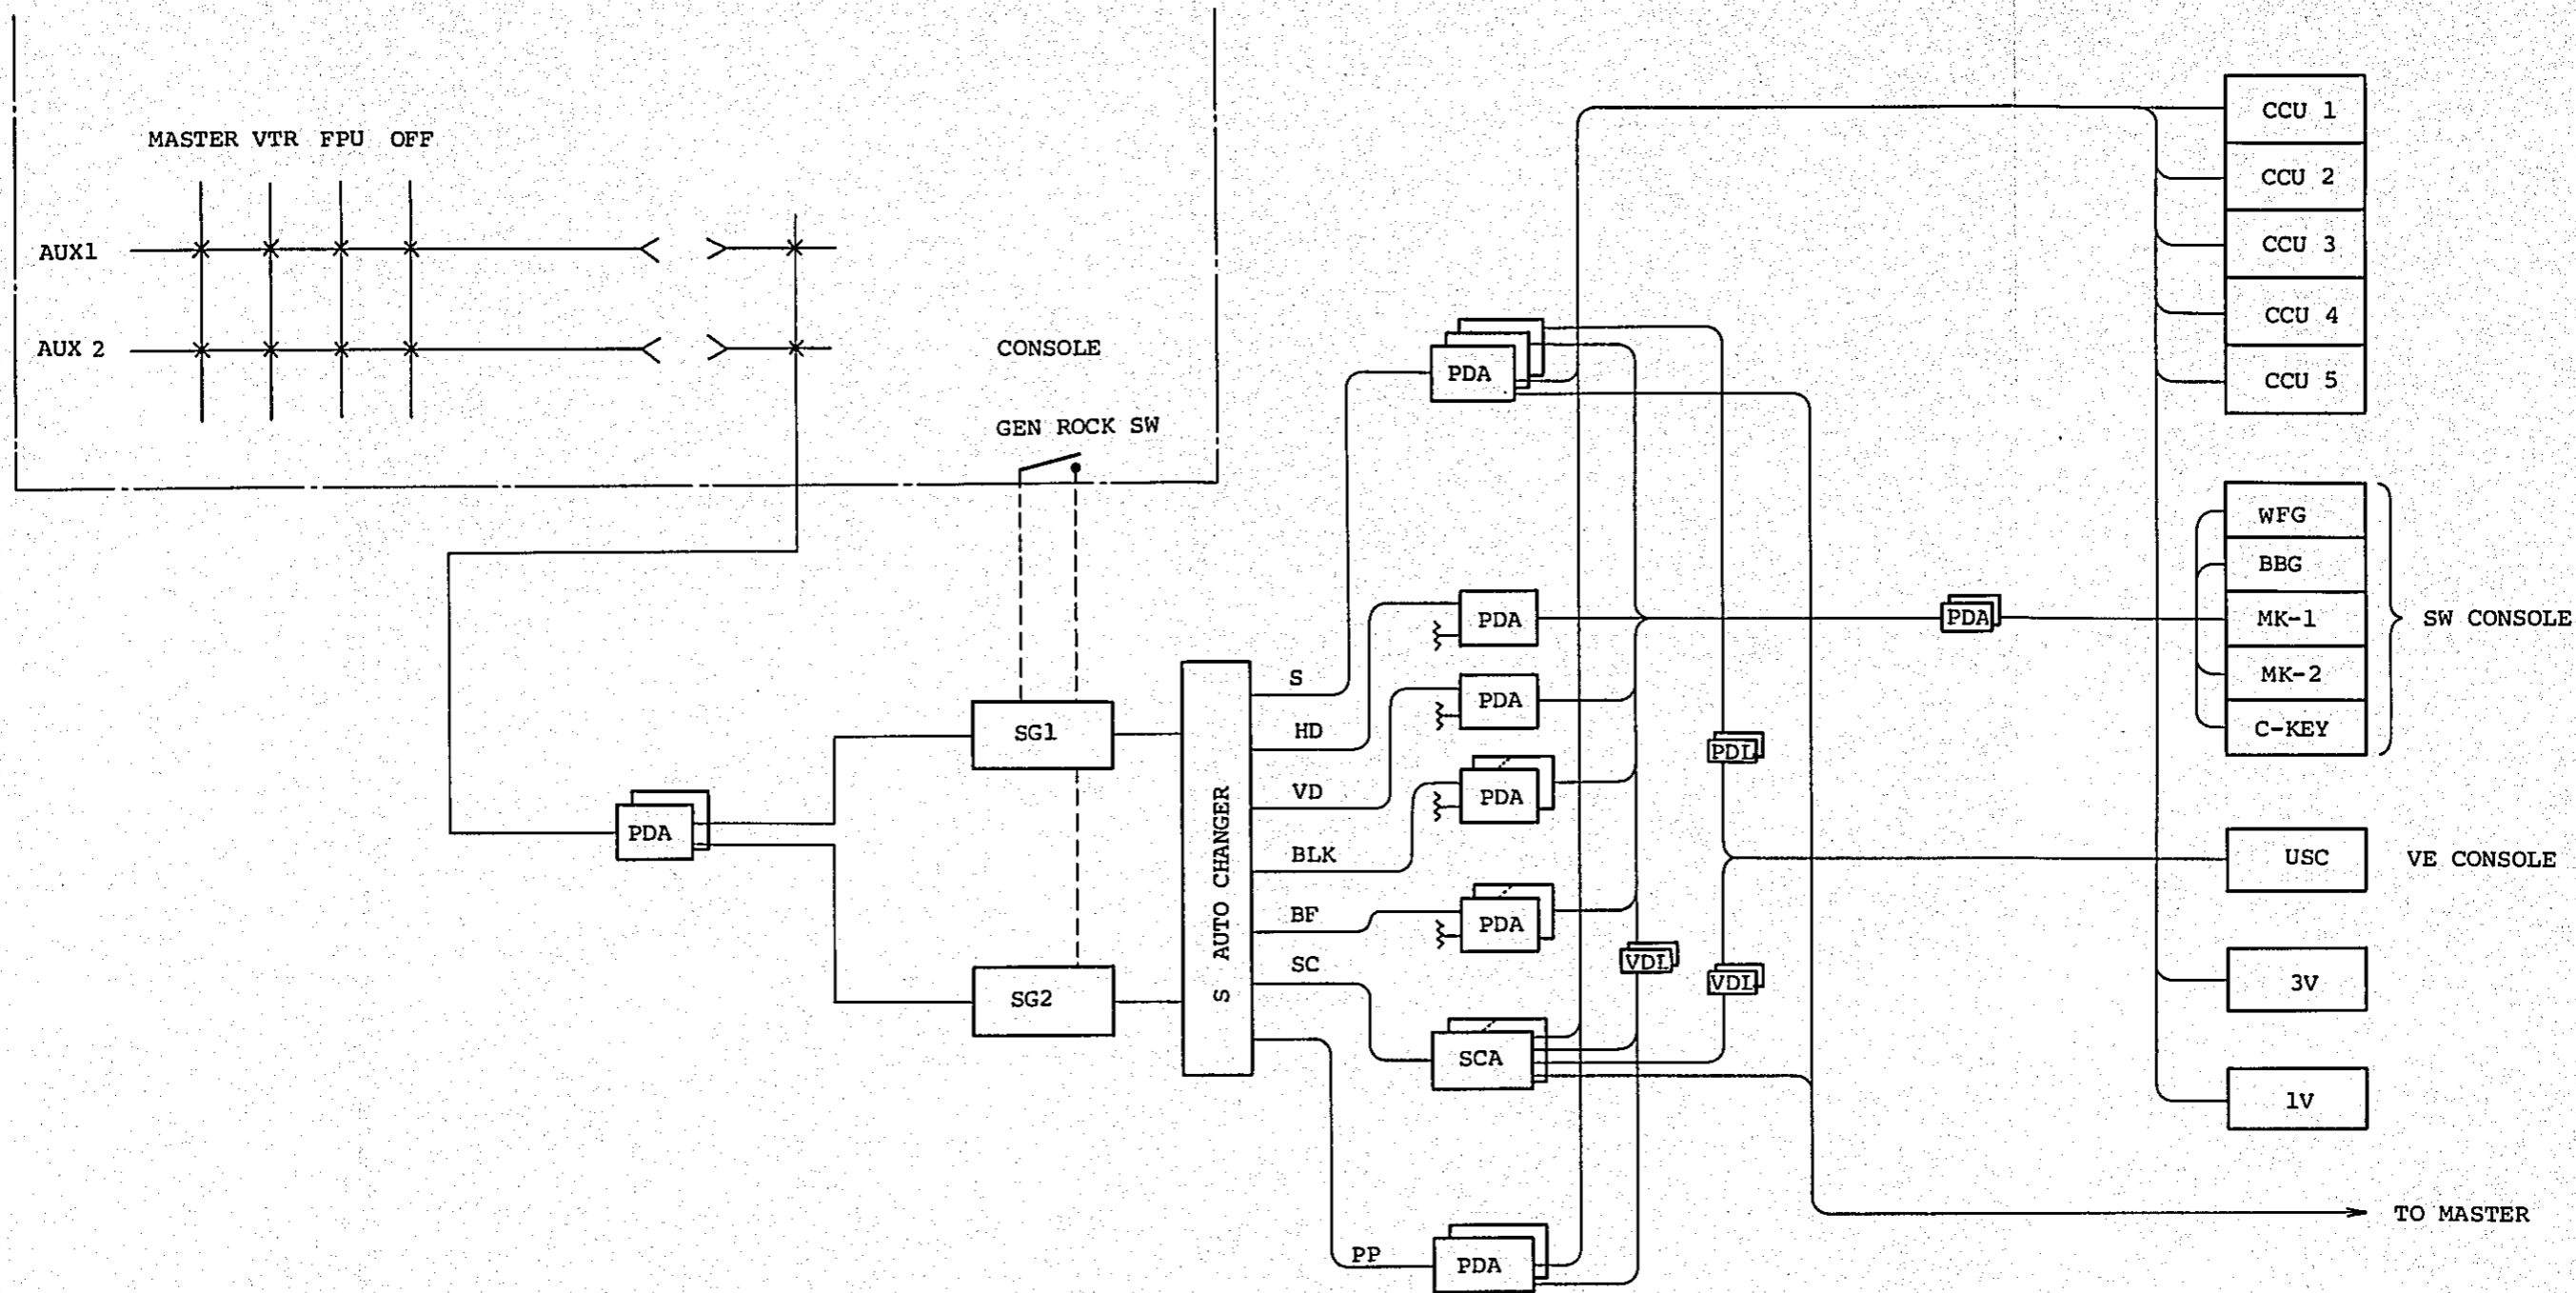 MASTER VTR FPU OFF
AUX1
AUX 2
CONSOLE
GEN ROCK SW
PDA
SG1
SG2
S AUTO CHANGER
S
HD
VD
BLK
BF
SC
PP
PDA
PDA
PDA
PDA
PDA
SCA
PDA
VDL
PDL
VDL
PDA
CCU 1
CCU 2
CCU 3
CCU 4
CCU 5
WFG
BBG
MK-1
MK-2
C-KEY
SW CONSOLE
USC
VE CONSOLE
3V
1V
TO MASTER